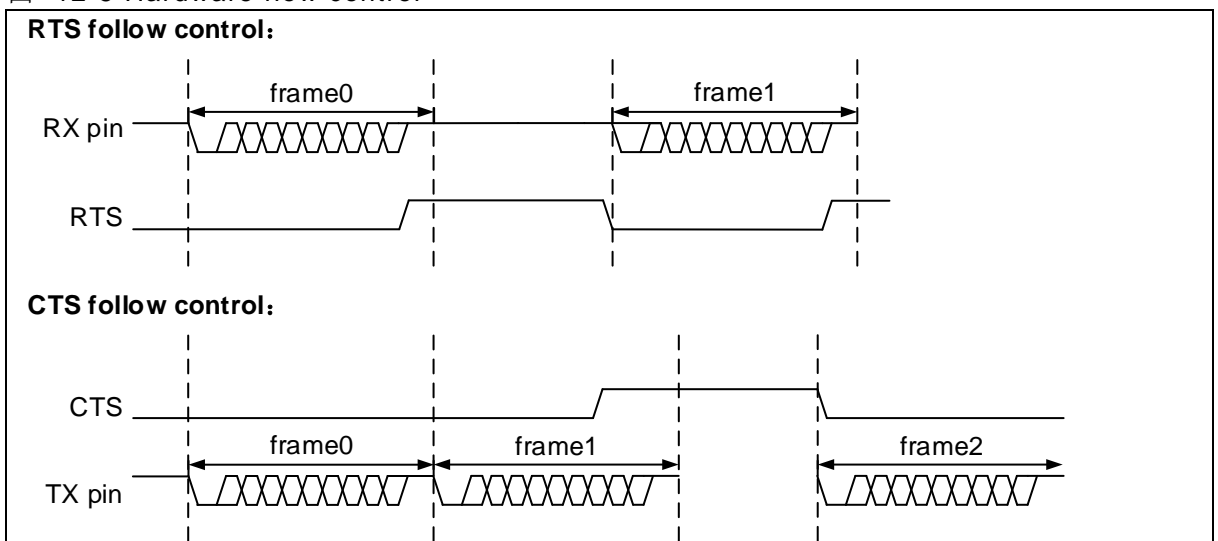 RTS follow control：
frame0
frame1
RX pin
RTS
CTS follow control：
CTS
frame0
frame1
frame2
TX pin